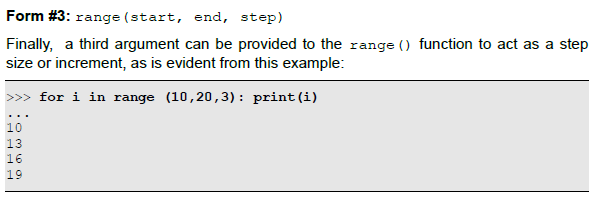 Form #3: range(start, end, step)
Finally, a third argument can be provided to the range() function to act as a step
size or increment, as is evident from this example:
>>> for i in range (10,20,3): print(i)
...
10
13
16
19